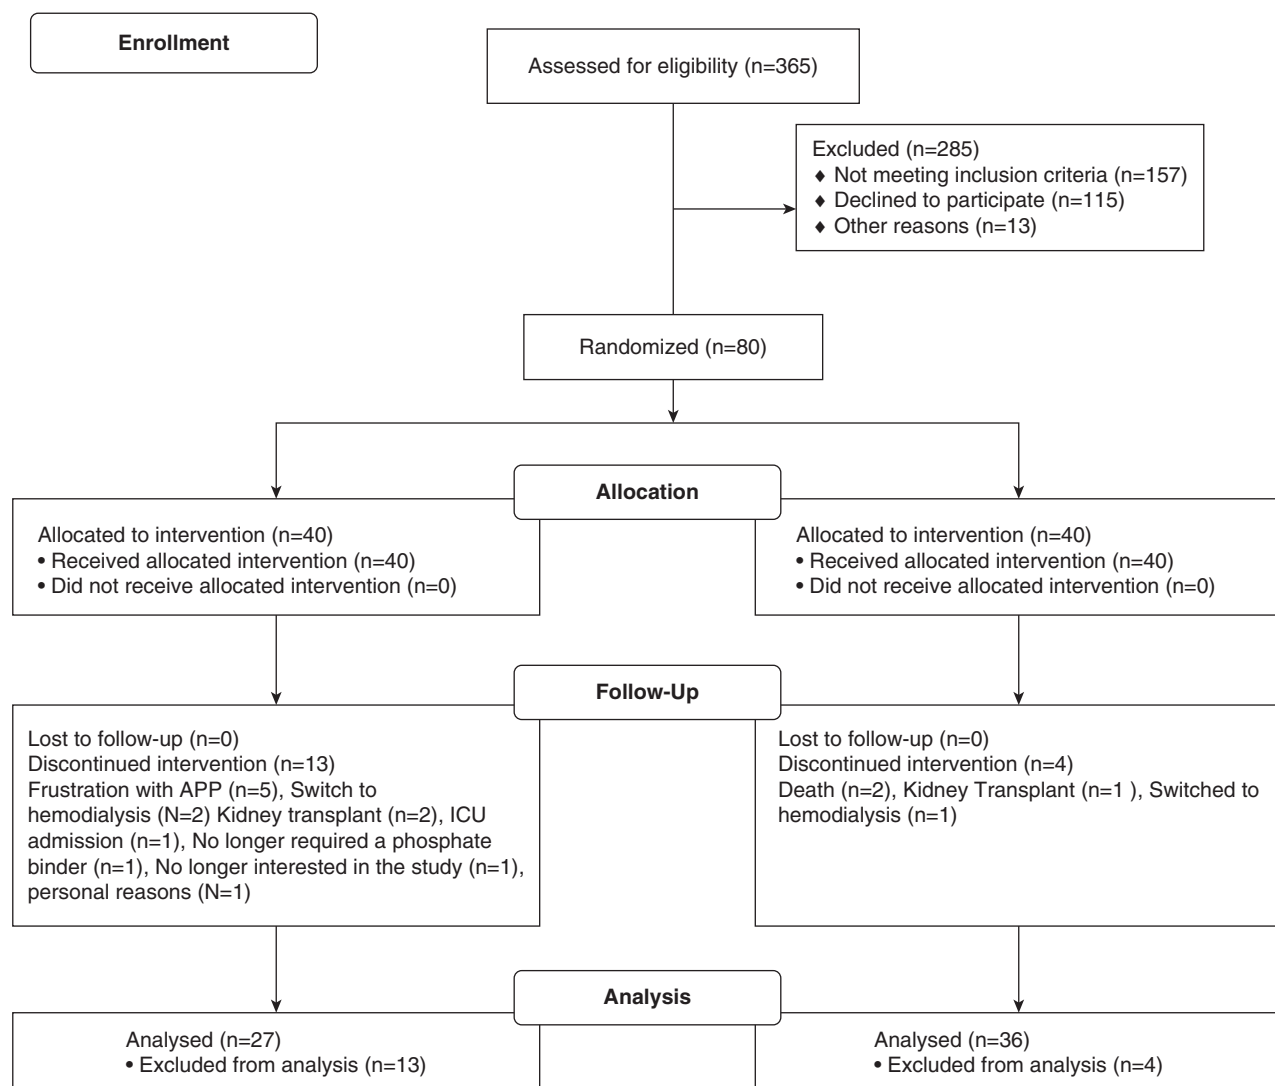 Enrollment
Assessed for eligibility (n=365)
Excluded (n=285)
♦ Not meeting inclusion criteria (n=157)
♦ Declined to participate (n=115)
♦ Other reasons (n=13)
Randomized (n=80)
Allocation
Allocated to intervention (n=40)
• Received allocated intervention (n=40)
• Did not receive allocated intervention (n=0)
Allocated to intervention (n=40)
• Received allocated intervention (n=40)
• Did not receive allocated intervention (n=0)
Follow-Up
Lost to follow-up (n=0)
Discontinued intervention (n=13)
Frustration with APP (n=5), Switch to
hemodialysis (N=2) Kidney transplant (n=2), ICU
admission (n=1), No longer required a phosphate
binder (n=1), No longer interested in the study (n=1),
personal reasons (N=1)
Lost to follow-up (n=0)
Discontinued intervention (n=4)
Death (n=2), Kidney Transplant (n=1 ), Switched to
hemodialysis (n=1)
Analysis
Analysed (n=27)
• Excluded from analysis (n=13)
Analysed (n=36)
• Excluded from analysis (n=4)